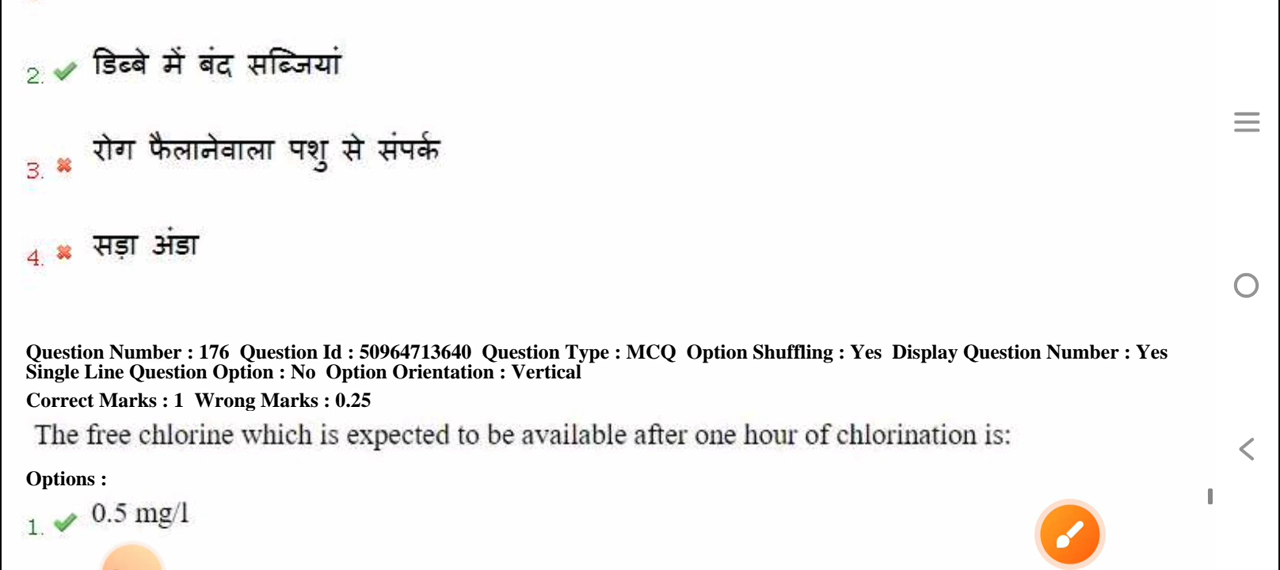 2. डिब्बे में बंद सब्जियां
3. रोग फैलानेवाला पशु से संपर्क
4. सड़ा अंडा
Question Number : 176 Question Id : 50964713640 Question Type : MCQ Option Shuffling : Yes Display Question Number : Yes
Single Line Question Option : No Option Orientation : Vertical
Correct Marks : 1 Wrong Marks : 0.25
The free chlorine which is expected to be available after one hour of chlorination is:
Options :
1. 0.5 mg/l